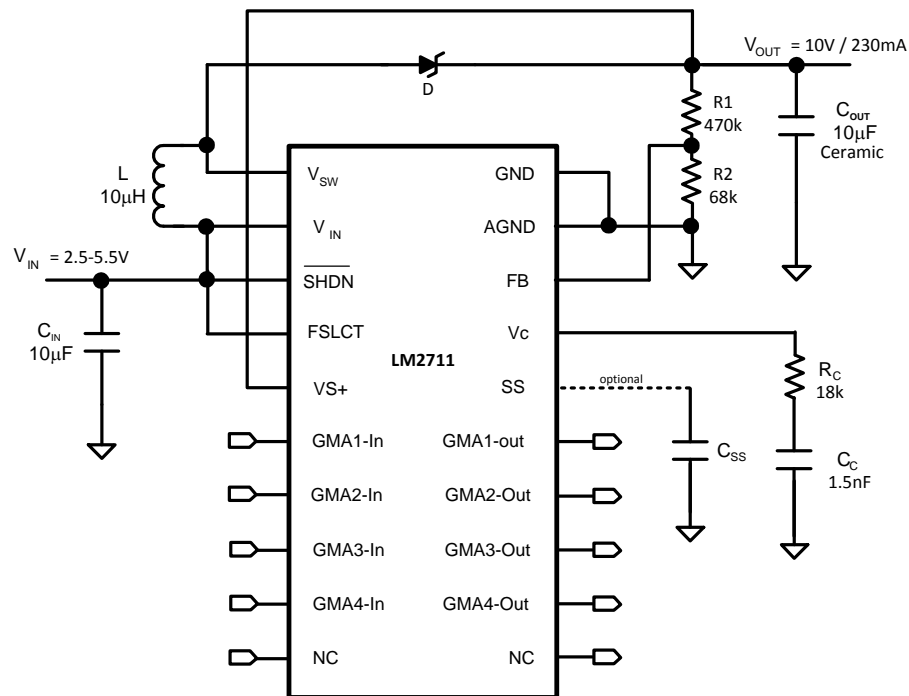 V_OUT = 10V / 230mA
D
R1
470k
C_OUT
10μF
Ceramic
L
10μH
V_SW
GND
R2
68k
V_IN
AGND
V_IN = 2.5-5.5V
SHDN
FB
C_IN
10μF
FSLCT
Vc
LM2711
R_C
18k
VS+
SS
optional
GMA1-In
GMA1-out
C_SS
C_C
1.5nF
GMA2-In
GMA2-Out
GMA3-In
GMA3-Out
GMA4-In
GMA4-Out
NC
NC